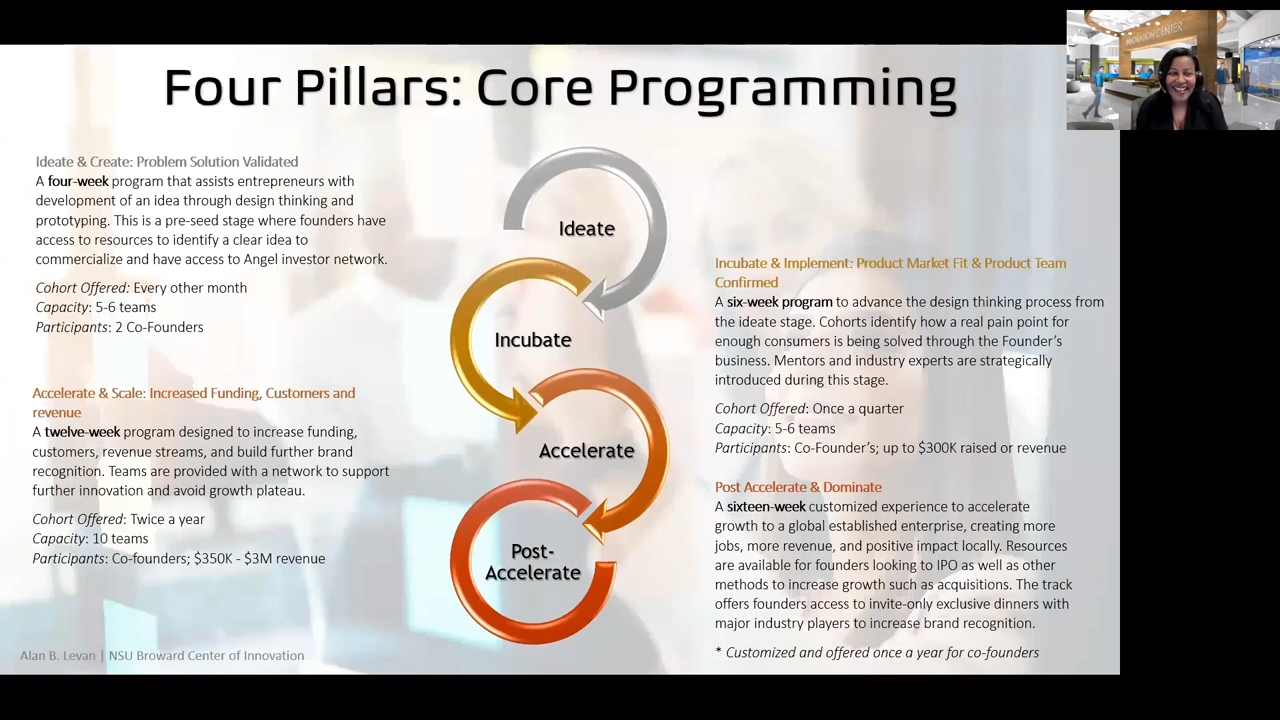 Four Pillars: Core Programming
INNOVATION CENTER
Ideate & Create: Problem Solution Validated
A four-week program that assists entrepreneurs with
development of an idea through design thinking and
prototyping. This is a pre-seed stage where founders have
access to resources to identify a clear idea to
commercialize and have access to Angel investor network.
Cohort Offered: Every other month
Capacity: 5-6 teams
Participants: 2 Co-Founders
Accelerate & Scale: Increased Funding, Customers and
revenue
A twelve-week program designed to increase funding,
customers, revenue streams, and build further brand
recognition. Teams are provided with a network to support
further innovation and avoid growth plateau.
Cohort Offered: Twice a year
Capacity: 10 teams
Participants: Co-founders; $350K - $3M revenue
Ideate
Incubate
Accelerate
Post-
Accelerate
Incubate & Implement: Product Market Fit & Product Team
Confirmed
A six-week program to advance the design thinking process from
the ideate stage. Cohorts identify how a real pain point for
enough consumers is being solved through the Founder's
business. Mentors and industry experts are strategically
introduced during this stage.
Cohort Offered: Once a quarter
Capacity: 5-6 teams
Participants: Co-Founder's; up to $300K raised or revenue
Post Accelerate & Dominate
A sixteen-week customized experience to accelerate
growth to a global established enterprise, creating more
jobs, more revenue, and positive impact locally. Resources
are available for founders looking to IPO as well as other
methods to increase growth such as acquisitions. The track
offers founders access to invite-only exclusive dinners with
major industry players to increase brand recognition.
* Customized and offered once a year for co-founders
Alan B. Levan | NSU Broward Center of Innovation